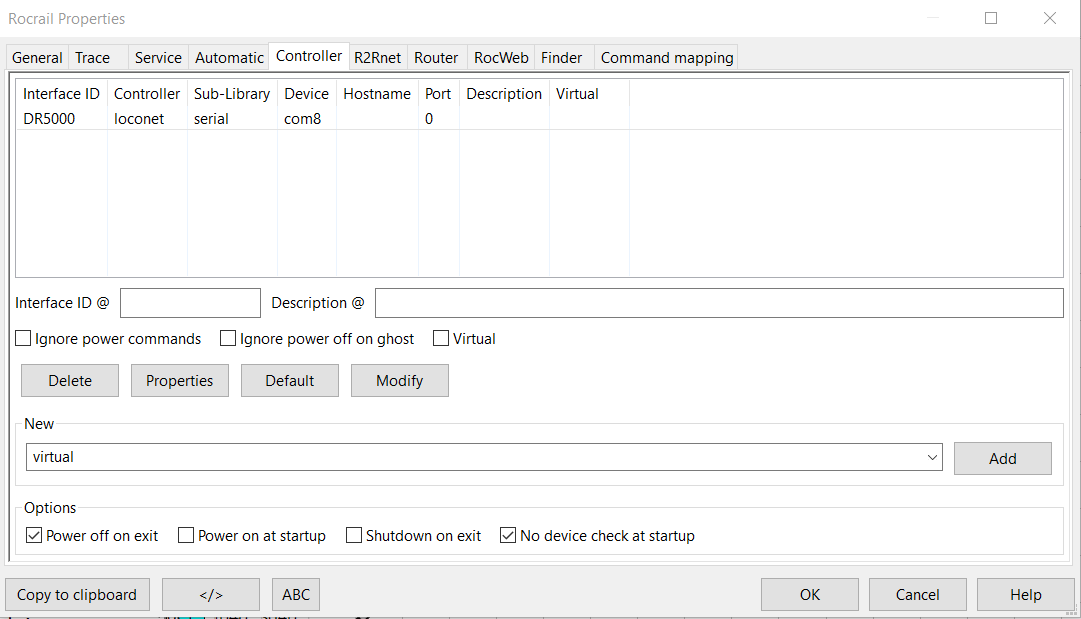 Rocrail Properties
General Trace Service Automatic Controller R2Rnet Router RocWeb Finder Command mapping
Interface ID Controller Sub-Library Device Hostname Port Description Virtual
DR5000 loconet serial com8 0
Interface ID @ Description @
Ignore power commands Ignore power off on ghost Virtual
Delete Properties Default Modify
New
virtual Add
Options
Power off on exit Power on at startup Shutdown on exit No device check at startup
Copy to clipboard </> ABC OK Cancel Help